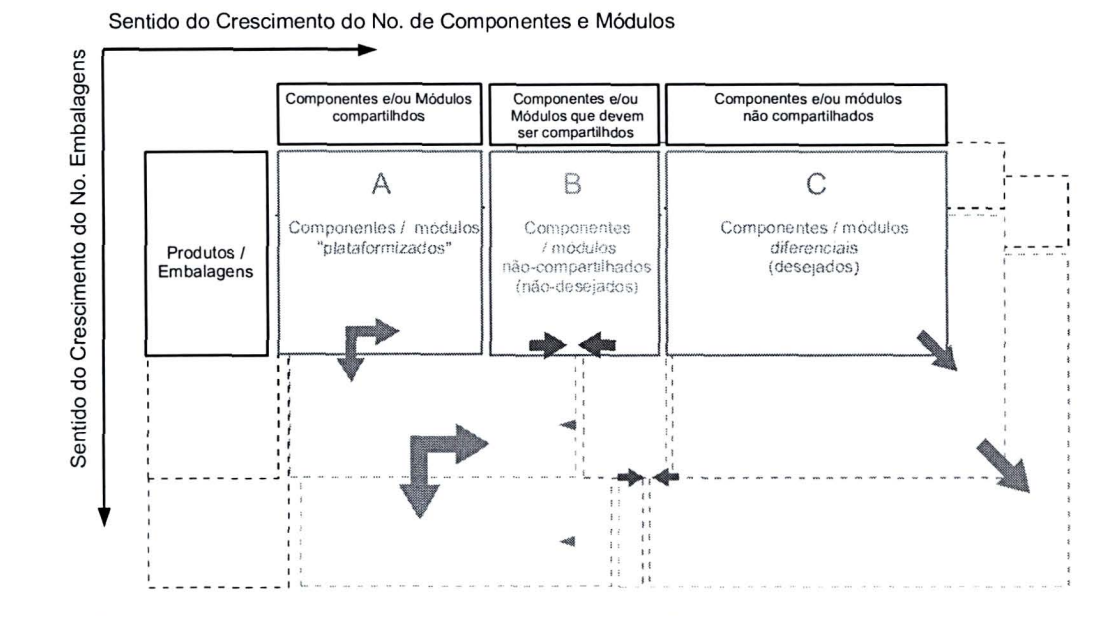 Sentido do Crescimento do No. de Componentes e Módulos
Sentido do Crescimento do No. Embalagens
Componentes e/ou Módulos
compartilhdos
Componentes e/ou
Módulos que devem
ser compartilhdos
Componentes e/ou módulos
não compartilhados
Produtos /
Embalagens
A
Componentes / módulos
"plataformizados"
B
Componentes
/ módulos
não-compartilhados
(não-desejados)
C
Componentes / módulos
diferenciais
(desejados)